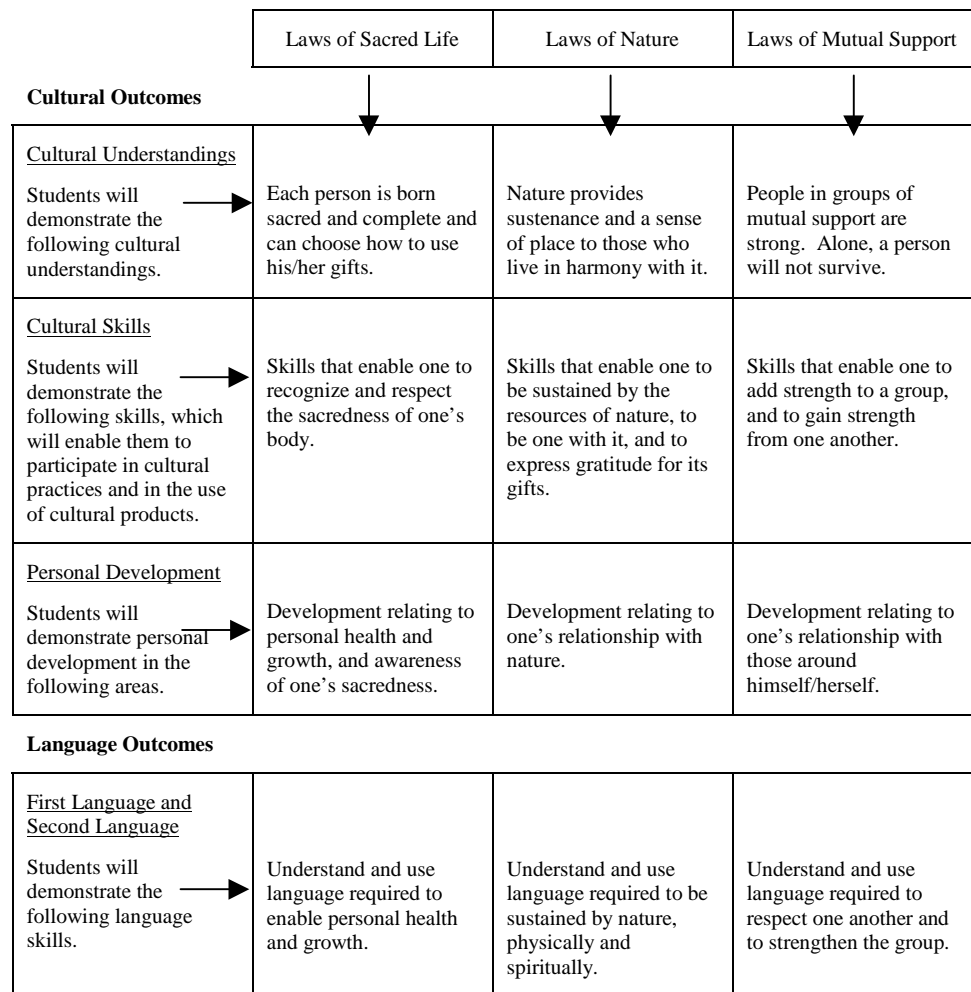 Laws of Sacred Life
Laws of Nature
Laws of Mutual Support
Cultural Outcomes
Cultural Understandings
Students will
demonstrate the
following cultural
understandings.
Each person is born
sacred and complete and
can choose how to use
his/her gifts.
Nature provides
sustenance and a sense
of place to those who
live in harmony with it.
People in groups of
mutual support are
strong.  Alone, a person
will not survive.
Cultural Skills
Students will
demonstrate the
following skills, which
will enable them to
participate in cultural
practices and in the use
of cultural products.
Skills that enable one to
recognize and respect
the sacredness of one’s
body.
Skills that enable one to
be sustained by the
resources of nature, to
be one with it, and to
express gratitude for its
gifts.
Skills that enable one to
add strength to a group,
and to gain strength
from one another.
Personal Development
Students will
demonstrate personal
development in the
following areas.
Development relating to
personal health and
growth, and awareness
of one’s sacredness.
Development relating to
one’s relationship with
nature.
Development relating to
one’s relationship with
those around
himself/herself.
Language Outcomes
First Language and
Second Language
Students will
demonstrate the
following language
skills.
Understand and use
language required to
enable personal health
and growth.
Understand and use
language required to be
sustained by nature,
physically and
spiritually.
Understand and use
language required to
respect one another and
to strengthen the group.